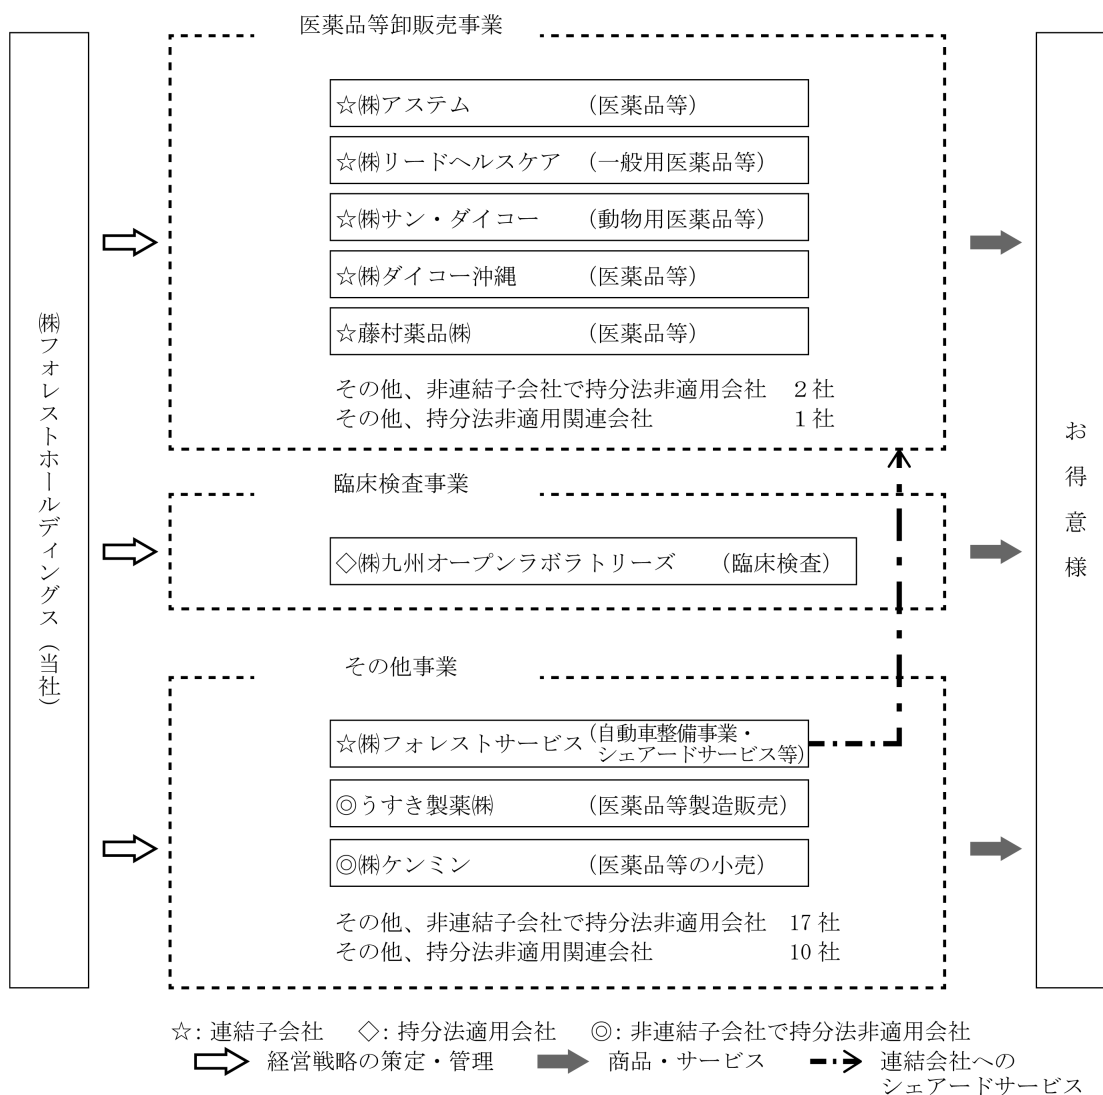 医薬品等卸販売事業
☆㈱アステム　（医薬品等）
☆㈱リードヘルスケア　（一般用医薬品等）
☆㈱サン・ダイコー　（動物用医薬品等）
☆㈱ダイコー沖縄　（医薬品等）
☆藤村薬品㈱　（医薬品等）
その他、非連結子会社で持分法非適用会社　２社
その他、持分法非適用関連会社　１社
㈱フォレストホールディングス（当社）
お得意様
臨床検査事業
◇㈱九州オープンラボラトリーズ　（臨床検査）
その他事業
☆㈱フォレストサービス（自動車整備事業・
シェアードサービス等）
◎うすき製薬㈱　（医薬品等製造販売）
◎㈱ケンミン　（医薬品等の小売）
その他、非連結子会社で持分法非適用会社　17社
その他、持分法非適用関連会社　10社
☆：連結子会社　◇：持分法適用会社　◎：非連結子会社で持分法非適用会社
経営戦略の策定・管理　商品・サービス　連結会社への
シェアードサービス